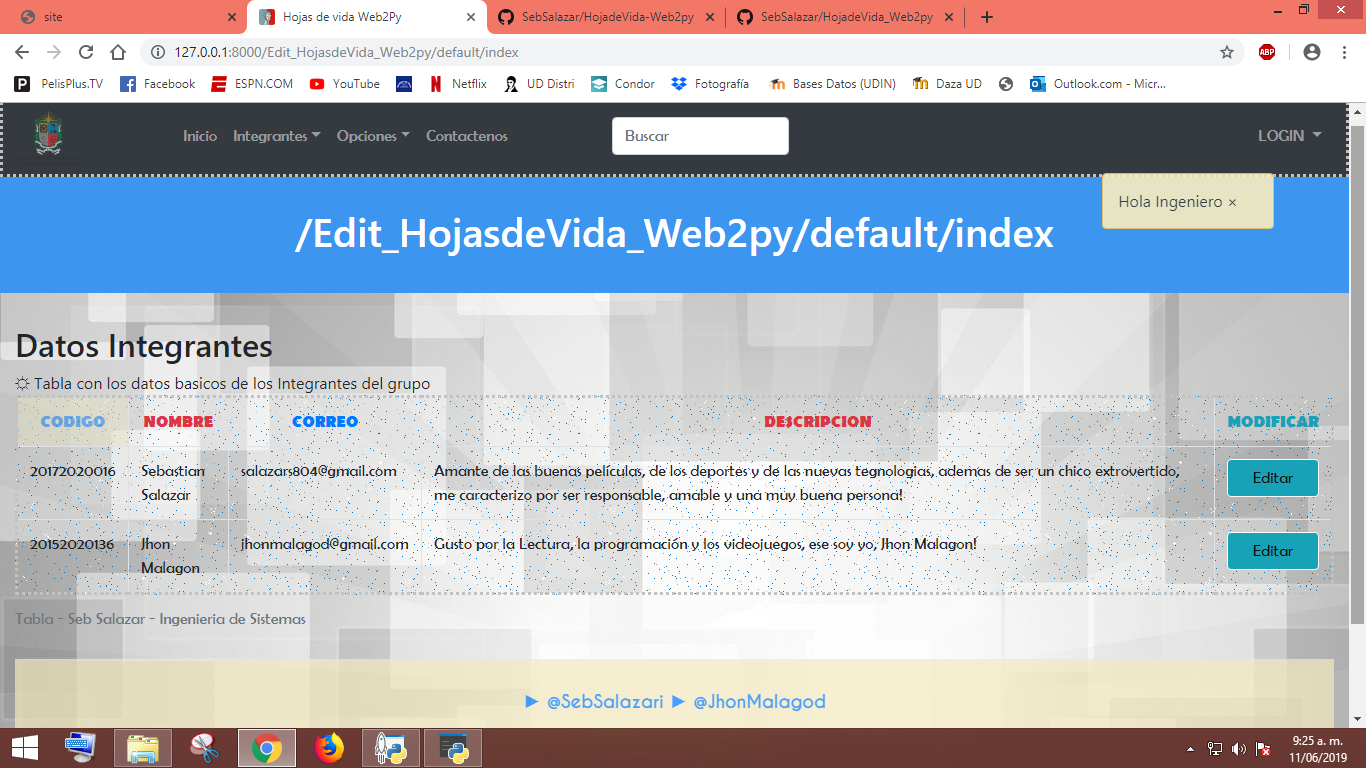 site
Hojas de vida Web2Py
SebSalazar/HojadeVida-Web2py
SebSalazar/HojadeVida_Web2py
127.0.0.1:8000/Edit_HojasdeVida_Web2py/default/index
ABP
PelisPlus.TV
Facebook
ESPN.COM
YouTube
Netflix
UD Distri
Condor
Fotografía
Bases Datos (UDIN)
Daza UD
Outlook.com - Micr...
Inicio
Integrantes
Opciones
Contactenos
Buscar
LOGIN
Hola Ingeniero ×
/Edit_HojasdeVida_Web2py/default/index
Datos Integrantes
☼ Tabla con los datos basicos de los Integrantes del grupo
CODIGO NOMBRE CORREO DESCRIPCION MODIFICAR
20172020016 Sebastian salazars804@gmail.com Amante de las buenas películas, de los deportes y de las nuevas tegnologias, ademas de ser un chico extrovertido, Editar
Salazar me caracterizo por ser responsable, amable y una muy buena persona!
20152020136 Jhon jhonmalagod@gmail.com Gusto por la Lectura, la programación y los videojuegos, ese soy yo, Jhon Malagon! Editar
Malagon
Tabla - Seb Salazar - Ingenieria de Sistemas
► @SebSalazari ► @JhonMalagod
9:25 a. m.
11/06/2019